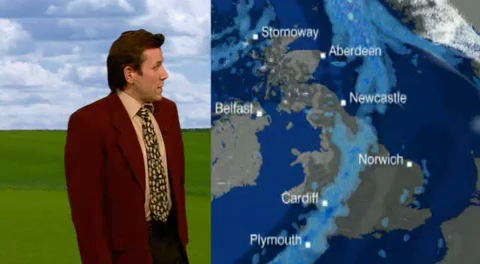 Stornoway
Aberdeen
Newcastle
Belfast
Norwich
Cardiff
Plymouth